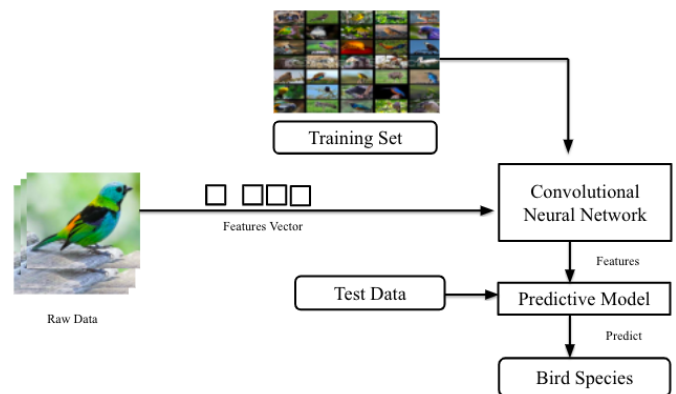 Training Set
Convolutional
Neural Network
Features Vector
Features
Test Data
Predictive Model
Raw Data
Predict
Bird Species